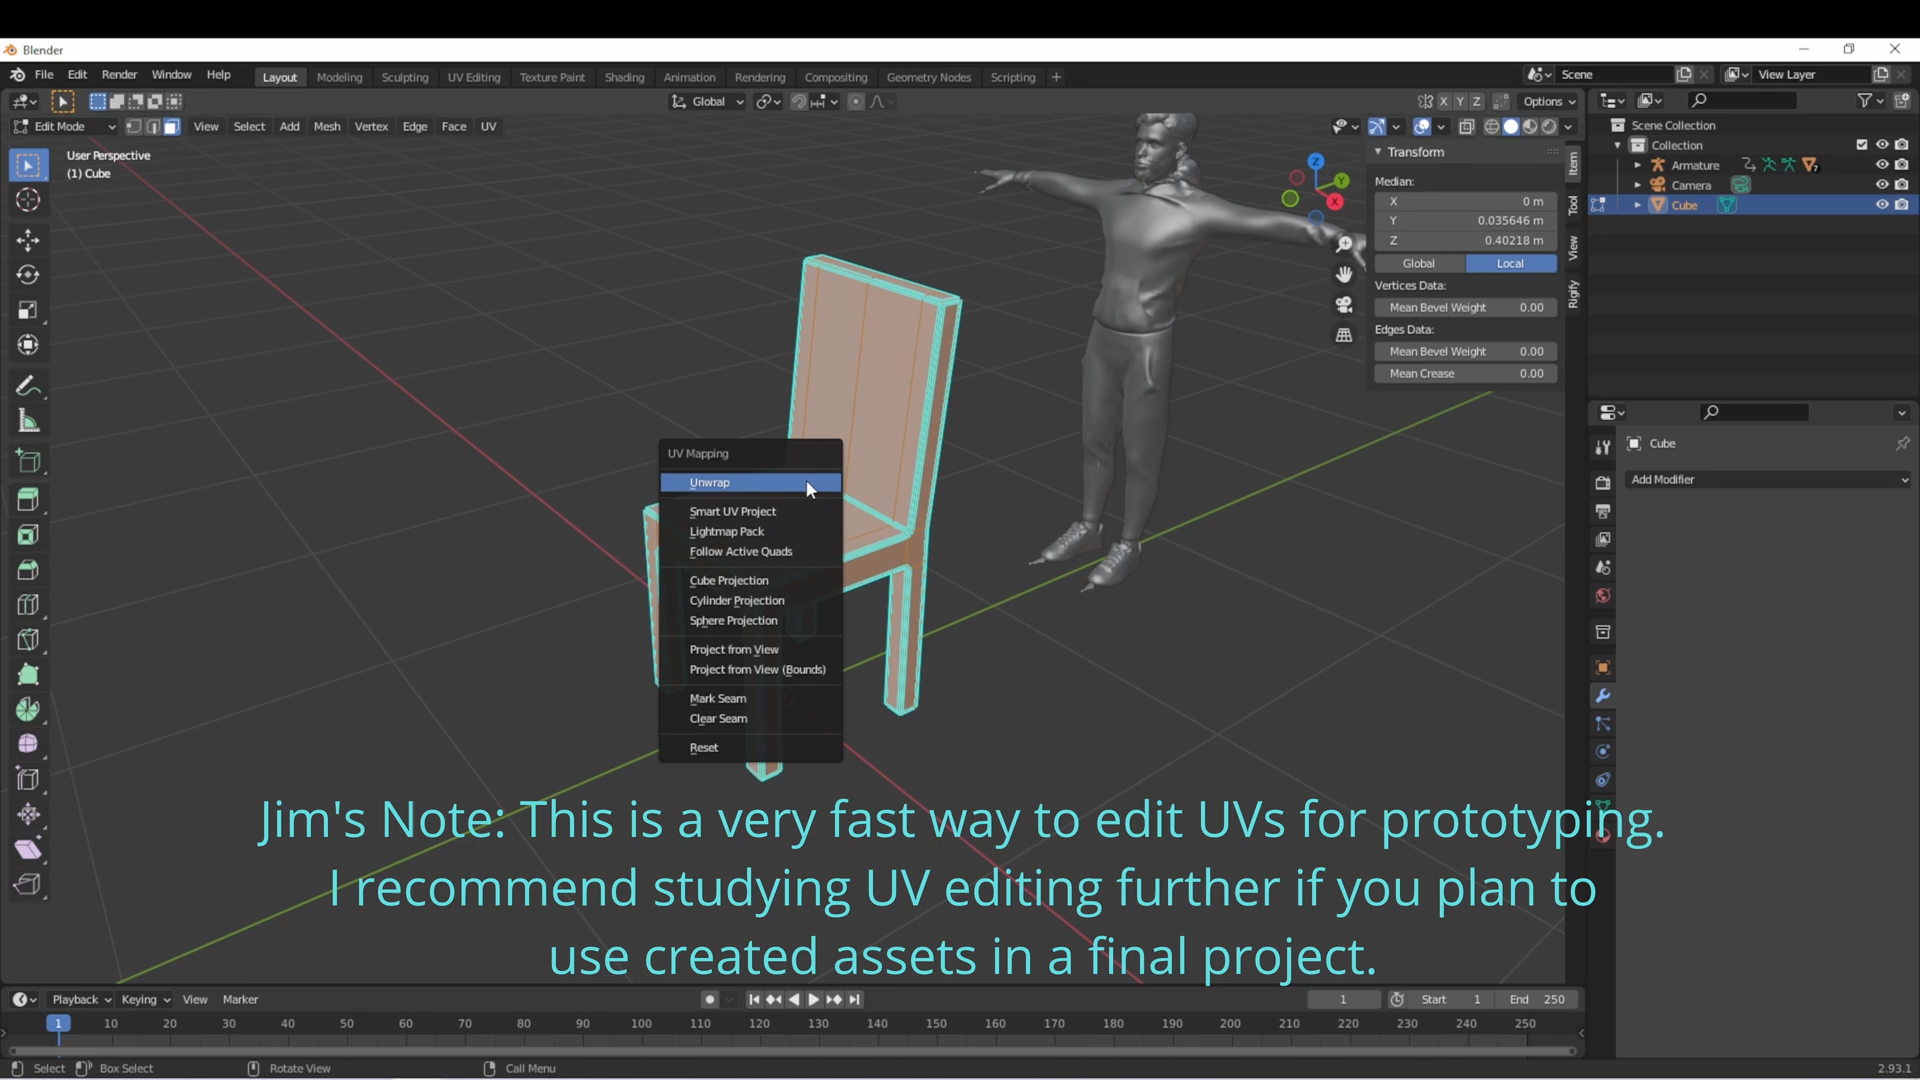 Blender
File Edit Render Window Help Layout Modeling Sculpting UV Editing Texture Paint Shading Animation Rendering Compositing Geometry Nodes Scripting + Scene View Layer
Global X Y Z Options
Edit Mode View Select Add Mesh Vertex Edge Face UV
User Perspective
(1) Cube
Z
Y
X
Transform
Median:
X 0 m
Y 0.035646 m
Z 0.40218 m
Global Local
Vertices Data:
Mean Bevel Weight 0.00
Edges Data:
Mean Bevel Weight 0.00
Mean Crease 0.00
Item
Tool
View
Rigify
Scene Collection
Collection
Armature 7
Camera
Cube
Cube
Add Modifier
UV Mapping
Unwrap
Smart UV Project
Lightmap Pack
Follow Active Quads
Cube Projection
Cylinder Projection
Sphere Projection
Project from View
Project from View (Bounds)
Mark Seam
Clear Seam
Reset
Jim's Note: This is a very fast way to edit UVs for prototyping.
I recommend studying UV editing further if you plan to
use created assets in a final project.
Playback Keying View Marker 1 Start 1 End 250
1 10 20 30 40 50 60 70 80 90 100 110 120 130 140 150 160 170 180 190 200 210 220 230 240 250
Select Box Select Rotate View Call Menu 2.93.1